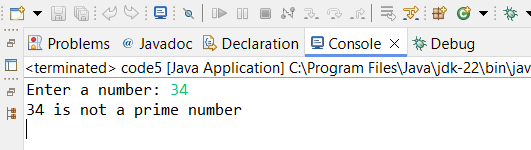 Problems Javadoc Declaration Console Debug
<terminated> code5 [Java Application] C:\Program Files\Java\jdk-22\bin\jav
Enter a number: 34
34 is not a prime number